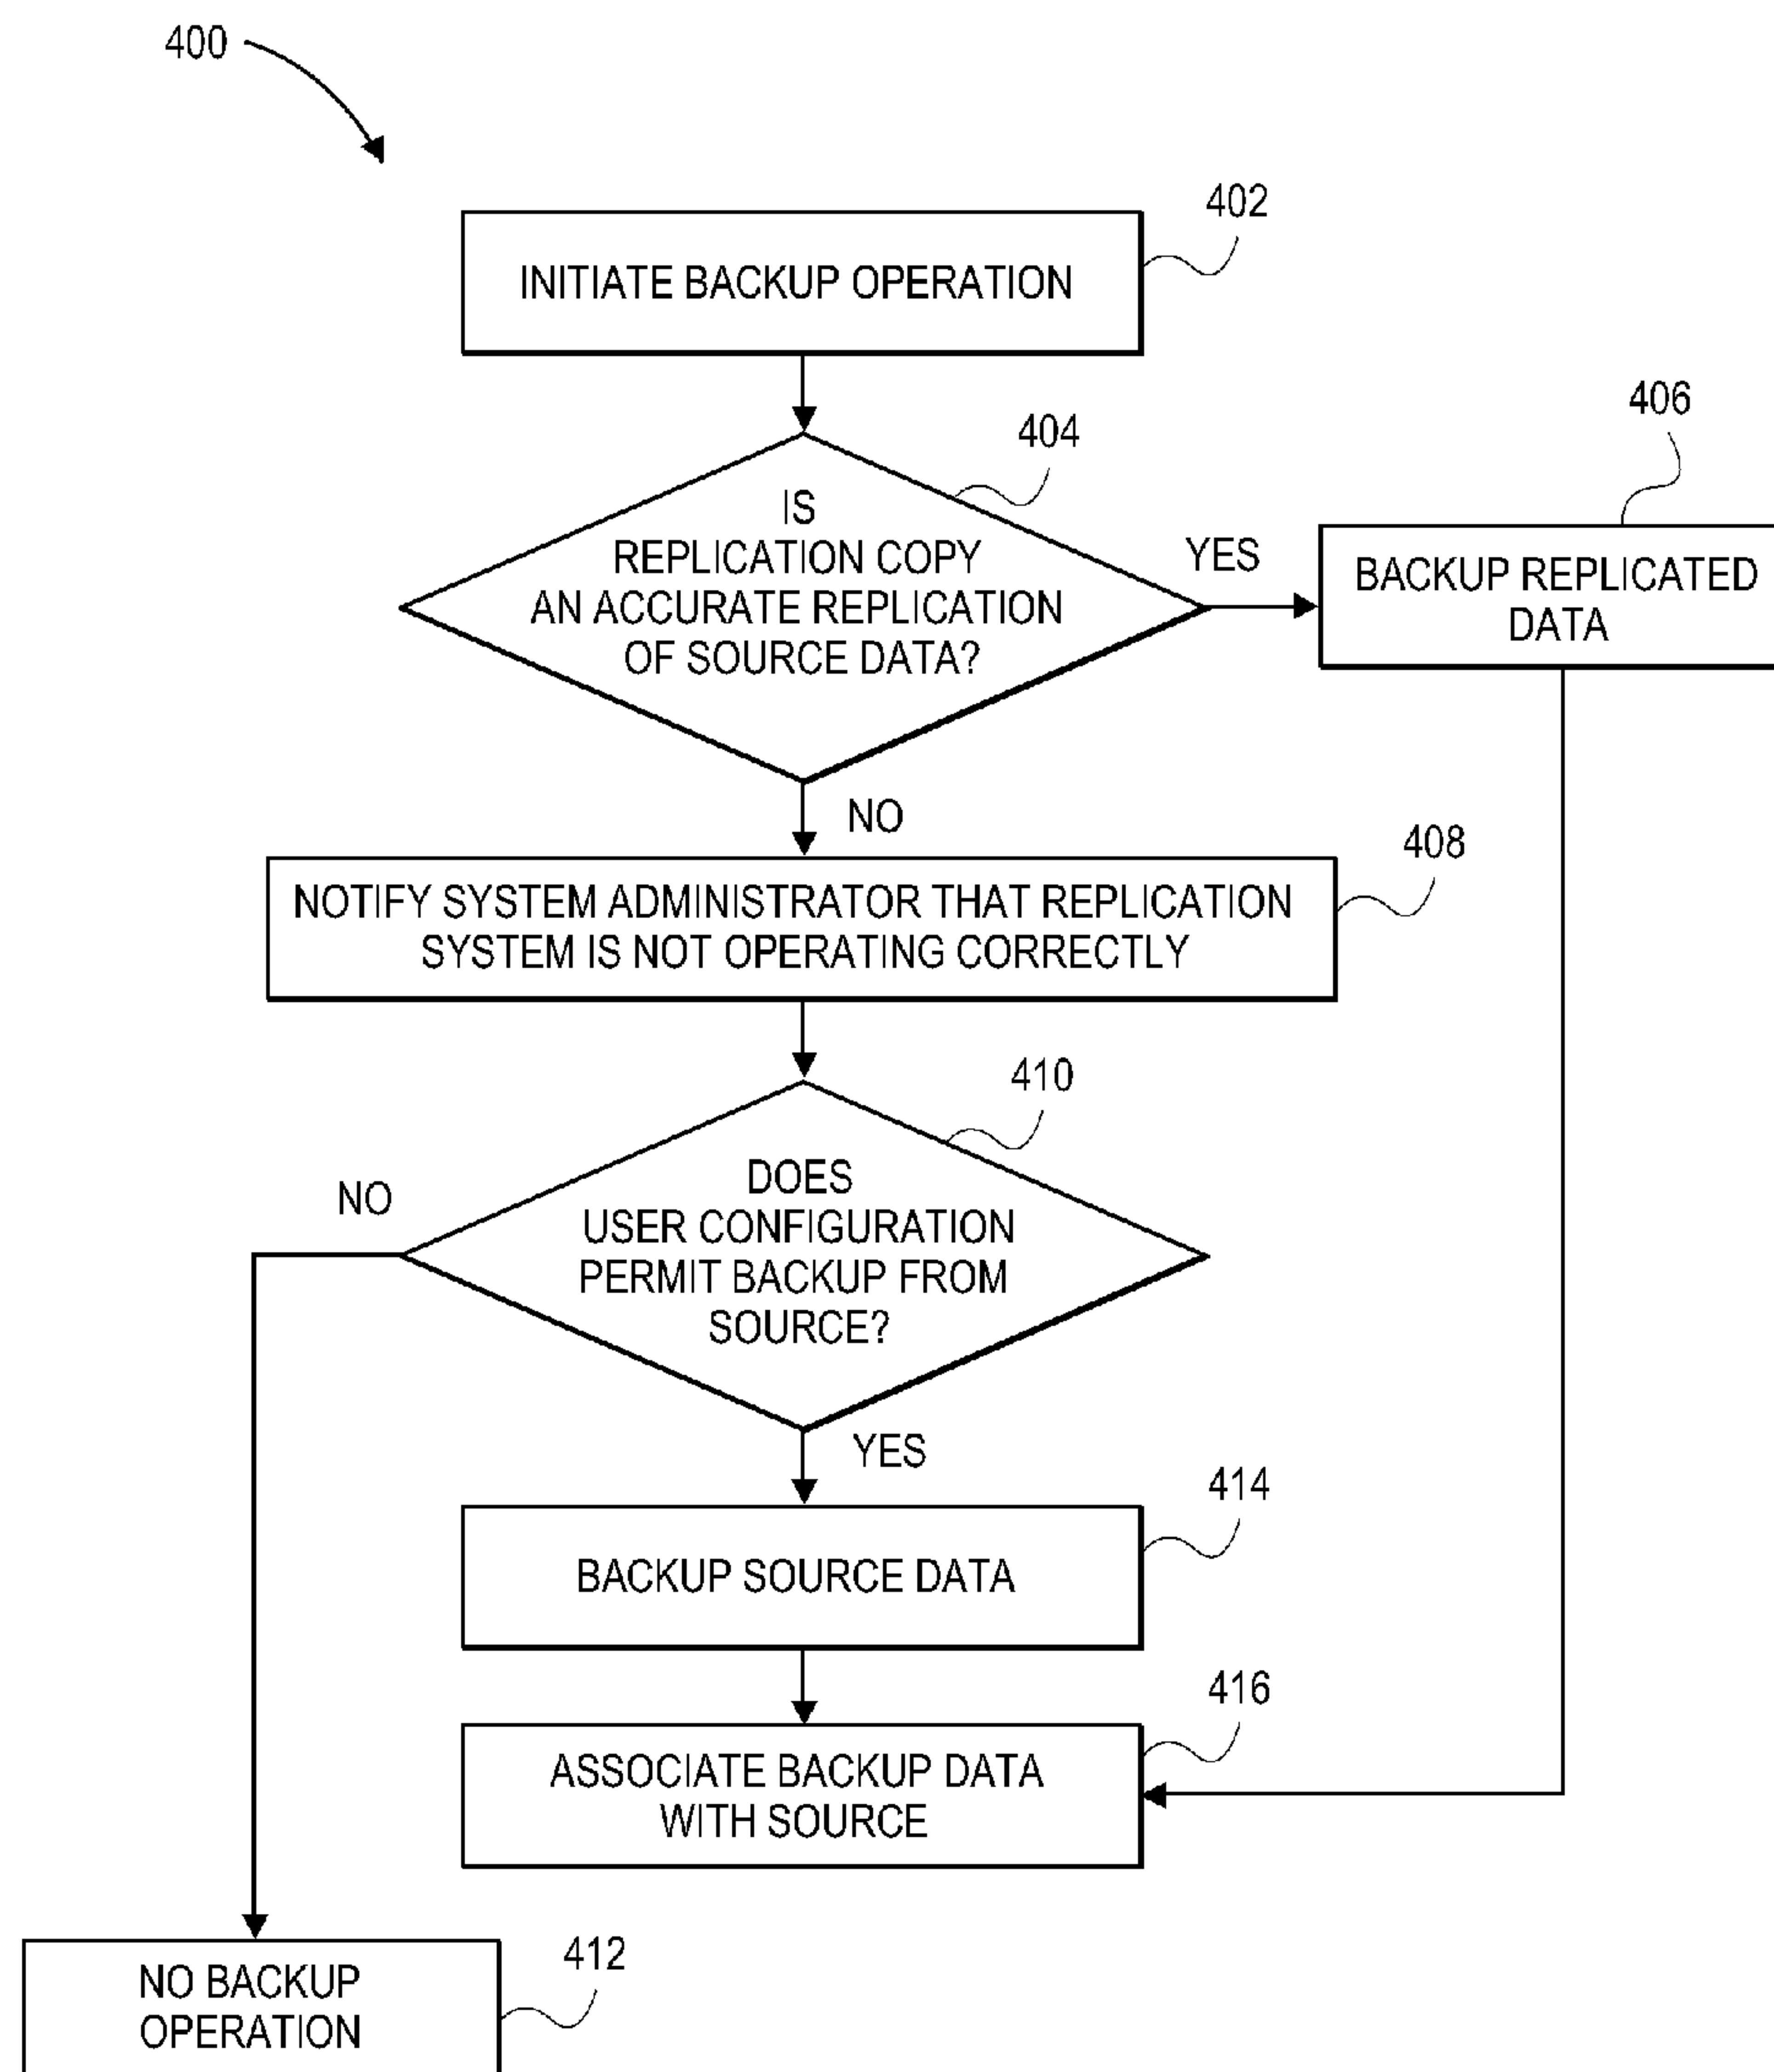 400
402
INITIATE BACKUP OPERATION
404
406
IS
REPLICATION COPY
AN ACCURATE REPLICATION
OF SOURCE DATA?
YES
BACKUP REPLICATED
DATA
NO
408
NOTIFY SYSTEM ADMINISTRATOR THAT REPLICATION
SYSTEM IS NOT OPERATING CORRECTLY
410
NO
DOES
USER CONFIGURATION
PERMIT BACKUP FROM
SOURCE?
YES
414
BACKUP SOURCE DATA
416
ASSOCIATE BACKUP DATA
WITH SOURCE
412
NO BACKUP
OPERATION